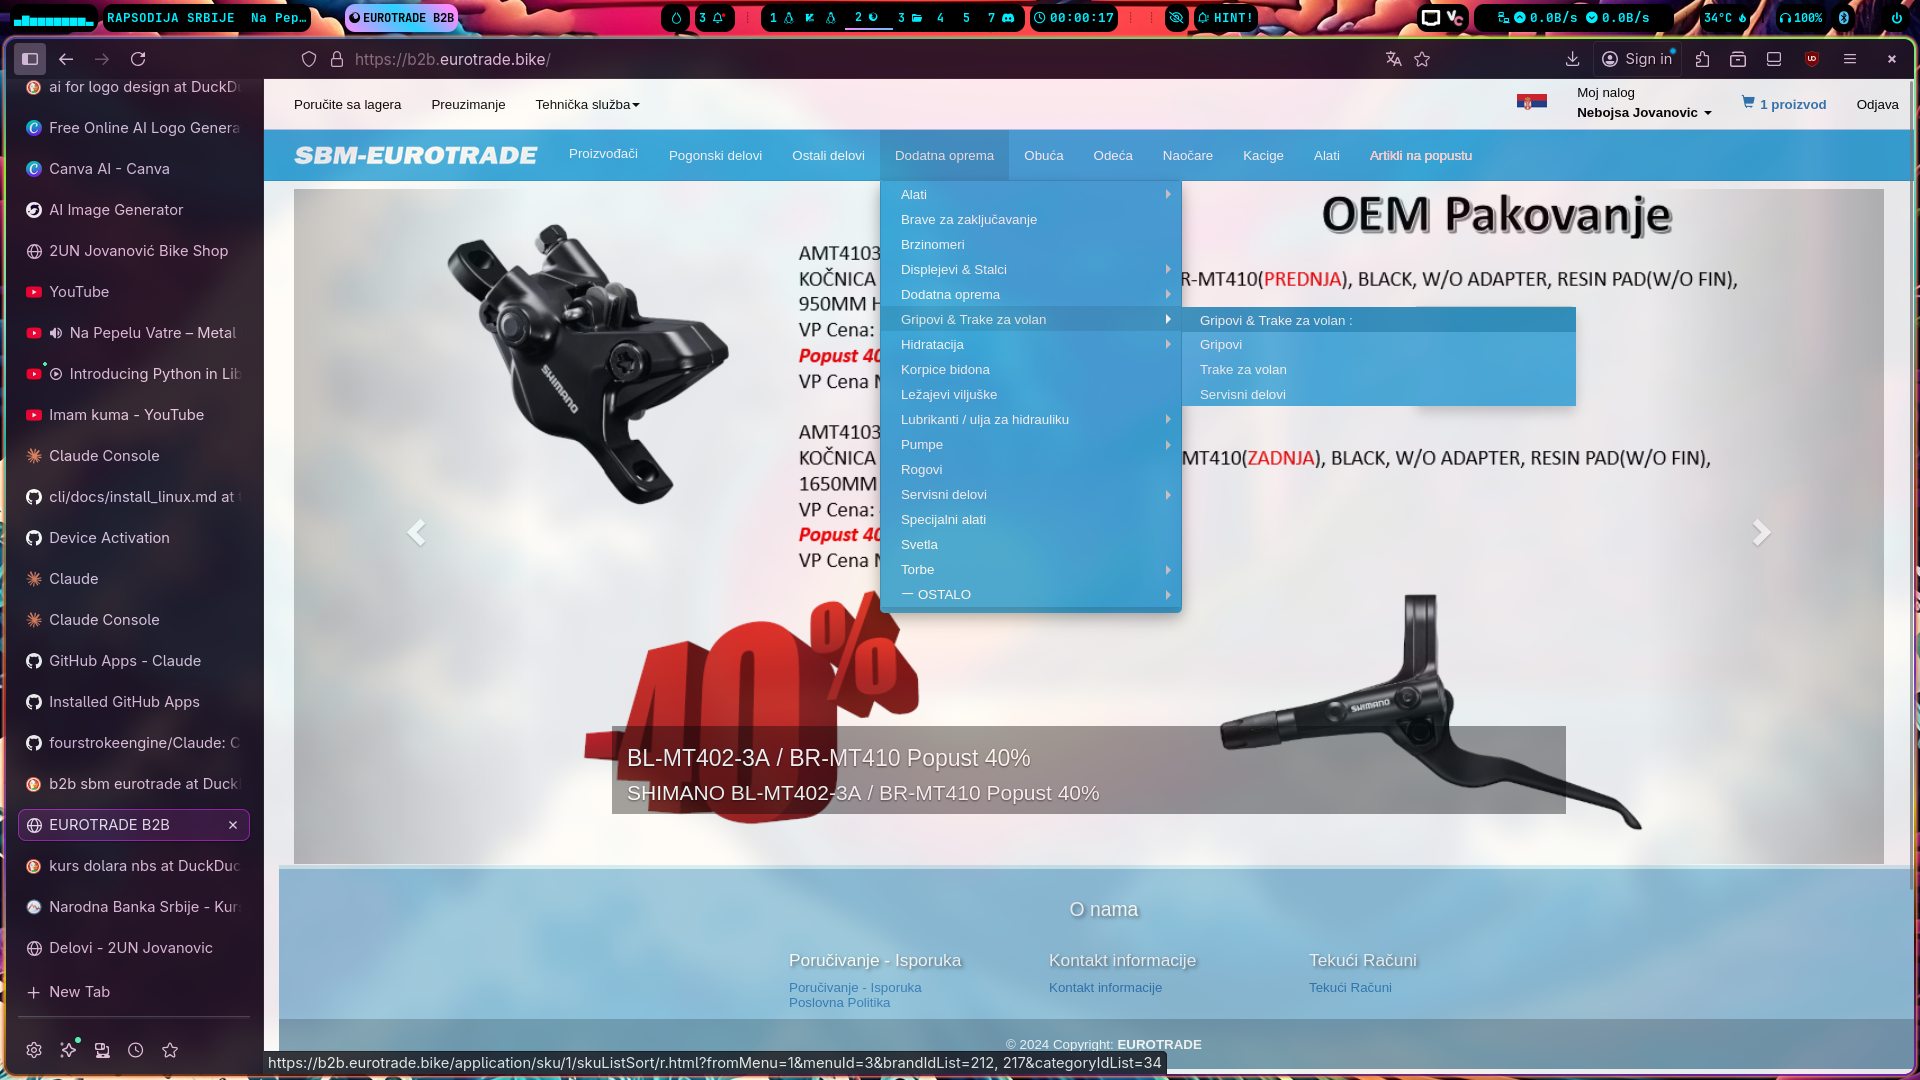 RAPSODIJA SRBIJE  Na Pep…
EUROTRADE B2B
3
1
2
3
4
5
7
00:00:17
HINT!
0.0B/s
0.0B/s
34°C
100%
https://b2b.eurotrade.bike/
Sign in
ai for logo design at DuckDu
Free Online AI Logo Genera
Canva AI - Canva
AI Image Generator
2UN Jovanović Bike Shop
YouTube
Na Pepelu Vatre – Metal
Introducing Python in Lib
Imam kuma - YouTube
Claude Console
cli/docs/install_linux.md at
Device Activation
Claude
Claude Console
GitHub Apps - Claude
Installed GitHub Apps
fourstrokeengine/Claude: C
b2b sbm eurotrade at Duck
EUROTRADE B2B
kurs dolara nbs at DuckDuc
Narodna Banka Srbije - Kur
Delovi - 2UN Jovanovic
New Tab
Poručite sa lagera
Preuzimanje
Tehnička služba
Moj nalog
Nebojsa Jovanovic
1 proizvod
Odjava
SBM-EUROTRADE
Proizvođači
Pogonski delovi
Ostali delovi
Dodatna oprema
Obuća
Odeća
Naočare
Kacige
Alati
Artikli na popustu
Alati
Brave za zaključavanje
Brzinomeri
Displejevi & Stalci
Dodatna oprema
Gripovi & Trake za volan
Hidratacija
Korpice bidona
Ležajevi viljuške
Lubrikanti / ulja za hidrauliku
Pumpe
Rogovi
Servisni delovi
Specijalni alati
Svetla
Torbe
一 OSTALO
Gripovi & Trake za volan :
Gripovi
Trake za volan
Servisni delovi
OEM Pakovanje
AMT4103
KOČNICA
R-MT410(PREDNJA), BLACK, W/O ADAPTER, RESIN PAD(W/O FIN),
950MM H
VP Cena:
Popust 40
VP Cena N
AMT4103
KOČNICA
MT410(ZADNJA), BLACK, W/O ADAPTER, RESIN PAD(W/O FIN),
1650MM
VP Cena:
Popust 40
VP Cena N
SHIMANO
SHIMANO
40%
BL-MT402-3A / BR-MT410 Popust 40%
SHIMANO BL-MT402-3A / BR-MT410 Popust 40%
O nama
Poručivanje - Isporuka
Poručivanje - Isporuka
Poslovna Politika
Kontakt informacije
Kontakt informacije
Tekući Računi
Tekući Računi
© 2024 Copyright: EUROTRADE
https://b2b.eurotrade.bike/application/sku/1/skuListSort/r.html?fromMenu=1&menuId=3&brandIdList=212, 217&categoryIdList=34